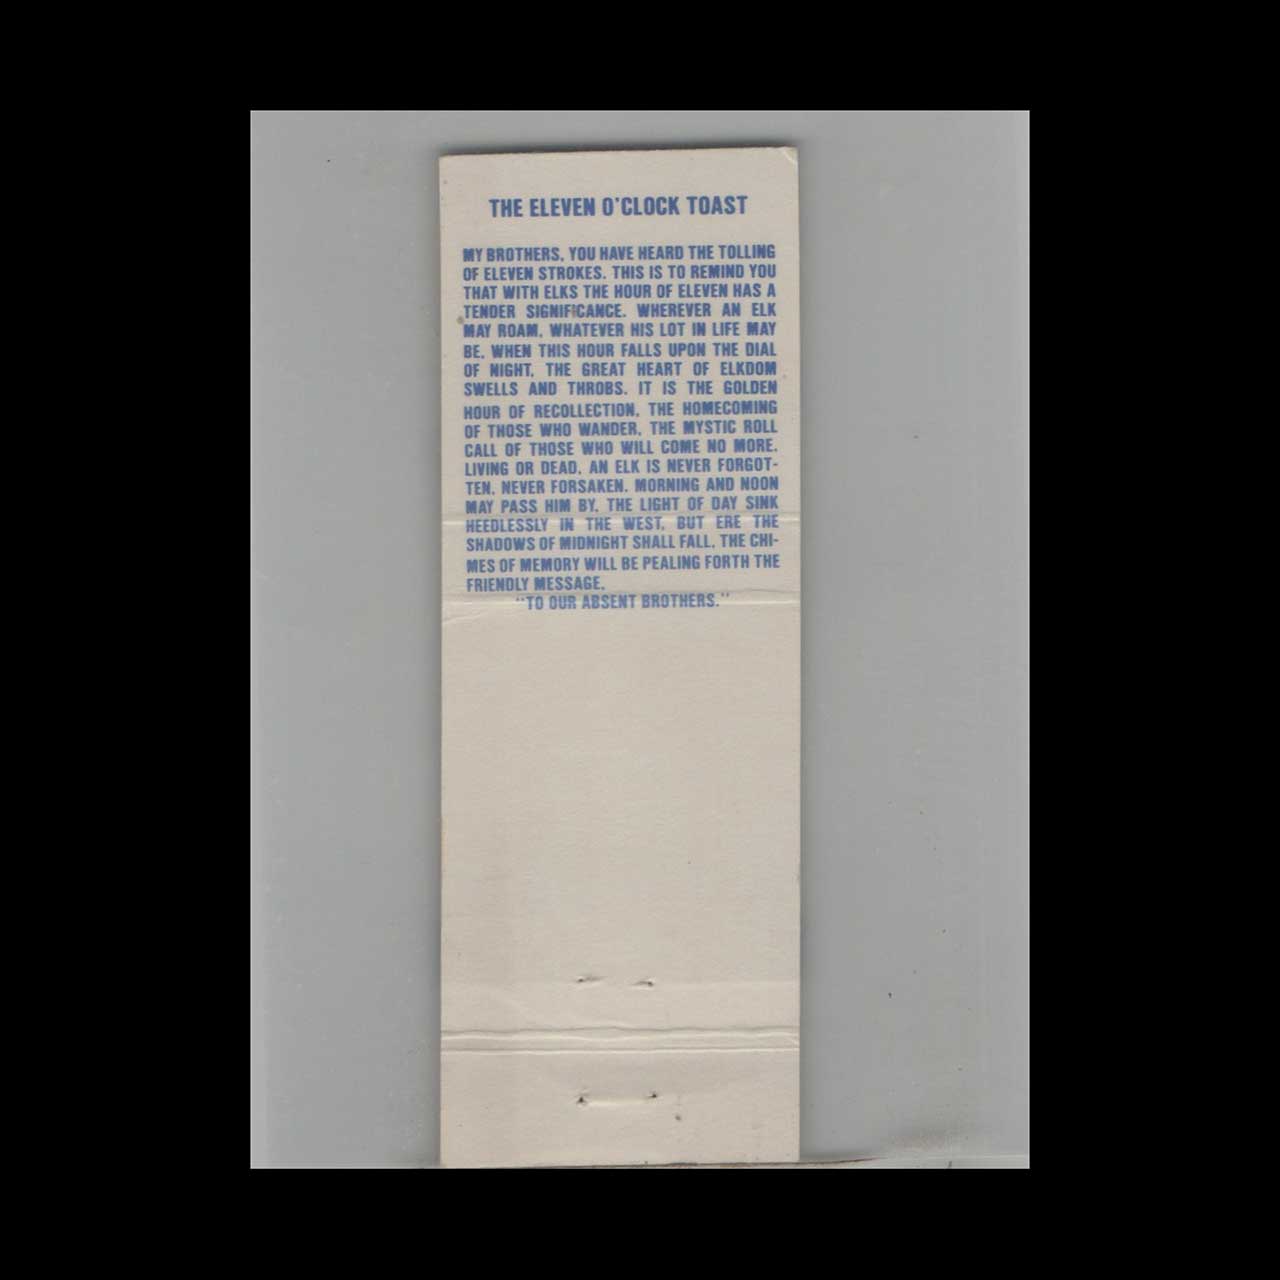 THE ELEVEN O'CLOCK TOAST
MY BROTHERS, YOU HAVE HEARD THE TOLLING
OF ELEVEN STROKES. THIS IS TO REMIND YOU
THAT WITH ELKS THE HOUR OF ELEVEN HAS A
TENDER SIGNIFICANCE. WHEREVER AN ELK
MAY ROAM, WHATEVER HIS LOT IN LIFE MAY
BE, WHEN THIS HOUR FALLS UPON THE DIAL
OF NIGHT, THE GREAT HEART OF ELKDOM
SWELLS AND THROBS. IT IS THE GOLDEN
HOUR OF RECOLLECTION, THE HOMECOMING
OF THOSE WHO WANDER, THE MYSTIC ROLL
CALL OF THOSE WHO WILL COME NO MORE.
LIVING OR DEAD, AN ELK IS NEVER FORGOT-
TEN, NEVER FORSAKEN. MORNING AND NOON
MAY PASS HIM BY, THE LIGHT OF DAY SINK
HEEDLESSLY IN THE WEST, BUT ERE THE
SHADOWS OF MIDNIGHT SHALL FALL, THE CHI-
MES OF MEMORY WILL BE PEALING FORTH THE
FRIENDLY MESSAGE,
"TO OUR ABSENT BROTHERS."